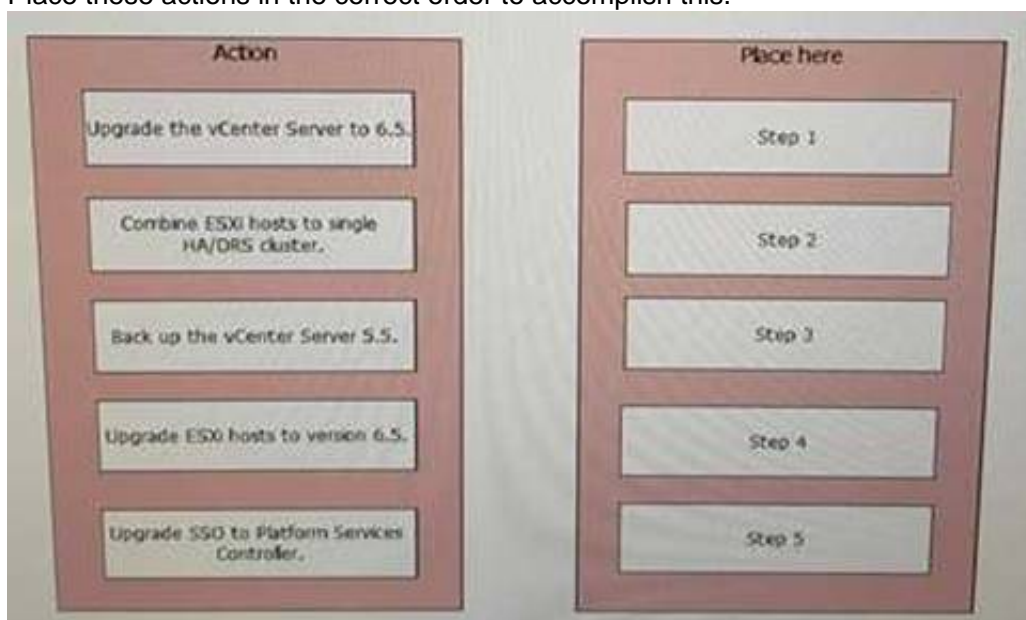 Place these actions in the correct order to accomplish this.
Action
Upgrade the vCenter Server to 6.5.
Combine ESXi hosts to single
HA/DRS cluster.
Back up the vCenter Server 5.5.
Upgrade ESXi hosts to version 6.5.
Upgrade SSO to Platform Services
Controller.
Place here
Step 1
Step 2
Step 3
Step 4
Step 5